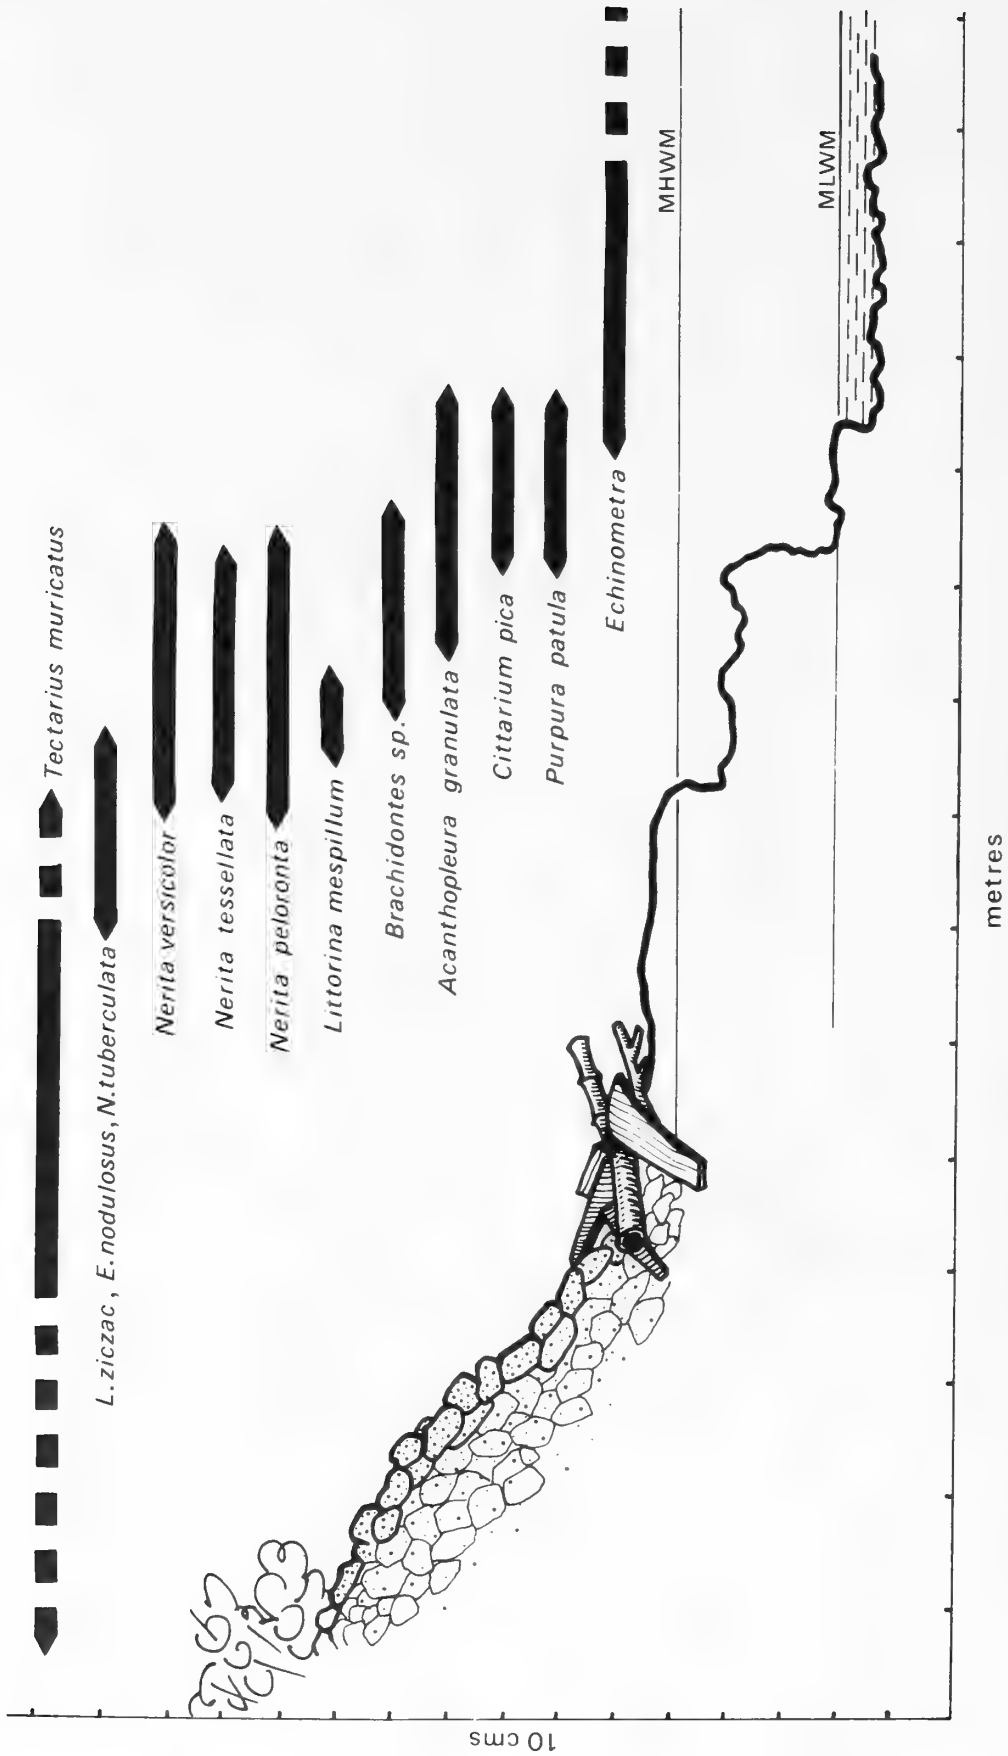 Tectarius muricatus
L. ziczac, E. nodulosus, N. tuberculata
Nerita versicolor
Nerita tessellata
Nerita peloronta
Littorina mespillum
Brachidontes sp.
Acanthopleura granulata
Cittarium pica
Purpura patula
Echinometra
MHWM
MLWM
10 cms
metres